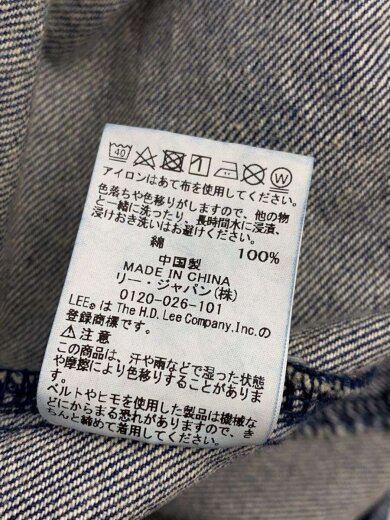 40
W
アイロンはあて布を使用してください。
色落ちや色移りがしますので、他の物
と一緒に洗ったり、長時間水に浸漬、
浸けおき洗いはお避けください。
綿 100%
中国製
MADE IN CHINA
リー・ジャパン(株)
0120-026-101
LEE® は The H.D. Lee Company, Inc.の
登録商標です。
⚠注意
この商品は、汗や雨などで湿った状態
や摩擦により色移りすることがありま
す。
ベルトやヒモを使用した製品は機械な
どにからまる恐れがありますので、き
ちんと締めて着用してください。